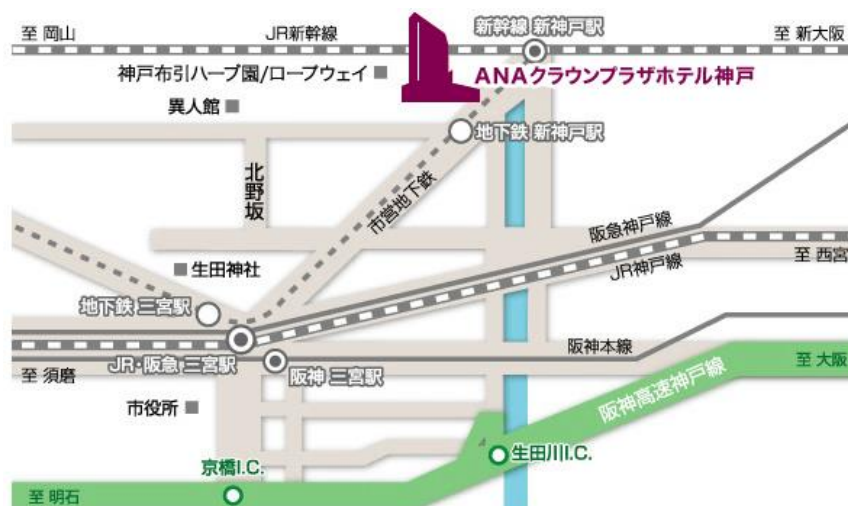 新幹線 新神戸駅
至 岡山
JR新幹線
至 新大阪
神戸布引ハーブ園/ロープウェイ
ANAクラウンプラザホテル神戸
異人館
地下鉄 新神戸駅
北野坂
市営地下鉄
阪急神戸線
JR神戸線
至 西宮
生田神社
地下鉄 三宮駅
阪神本線
JR・阪急 三宮駅
阪神 三宮駅
至 須磨
至 大阪
阪神高速神戸線
市役所
生田川I.C.
京橋I.C.
至 明石